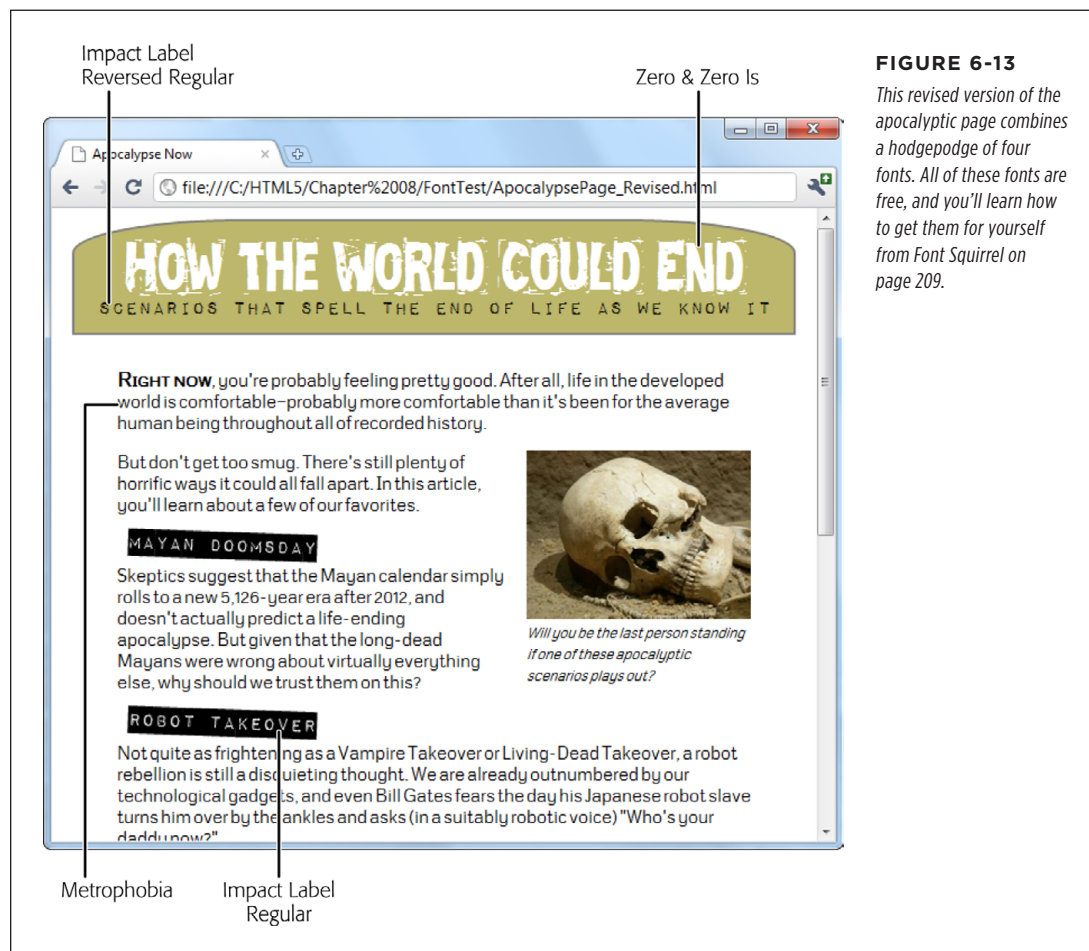 Impact Label
Reversed Regular
Zero & Zero Is
FIGURE 6-13
This revised version of the
apocalyptic page combines
a hodgepodge of four
fonts. All of these fonts are
free, and you'll learn how
to get them for yourself
from Font Squirrel on
page 209.
Apocalypse Now
file:///C:/HTML5/Chapter%2008/FontTest/ApocalypsePage_Revised.html
HOW THE WORLD COULD END
SCENARIOS THAT SPELL THE END OF LIFE AS WE KNOW IT
RIGHT NOW, you're probably feeling pretty good. After all, life in the developed
world is comfortable—probably more comfortable than it's been for the average
human being throughout all of recorded history.
But don't get too smug. There's still plenty of
horrific ways it could all fall apart. In this article,
you'll learn about a few of our favorites.
MAYAN DOOMSDAY
Skeptics suggest that the Mayan calendar simply
rolls to a new 5,126-year era after 2012, and
doesn't actually predict a life-ending
apocalypse. But given that the long-dead
Mayans were wrong about virtually everything
else, why should we trust them on this?
Will you be the last person standing
if one of these apocalyptic
scenarios plays out?
ROBOT TAKEOVER
Not quite as frightening as a Vampire Takeover or Living-Dead Takeover, a robot
rebellion is still a disquieting thought. We are already outnumbered by our
technological gadgets, and even Bill Gates fears the day his Japanese robot slave
turns him over by the ankles and asks (in a suitably robotic voice) "Who's your
daddy now?"
Metrophobia
Impact Label
Regular